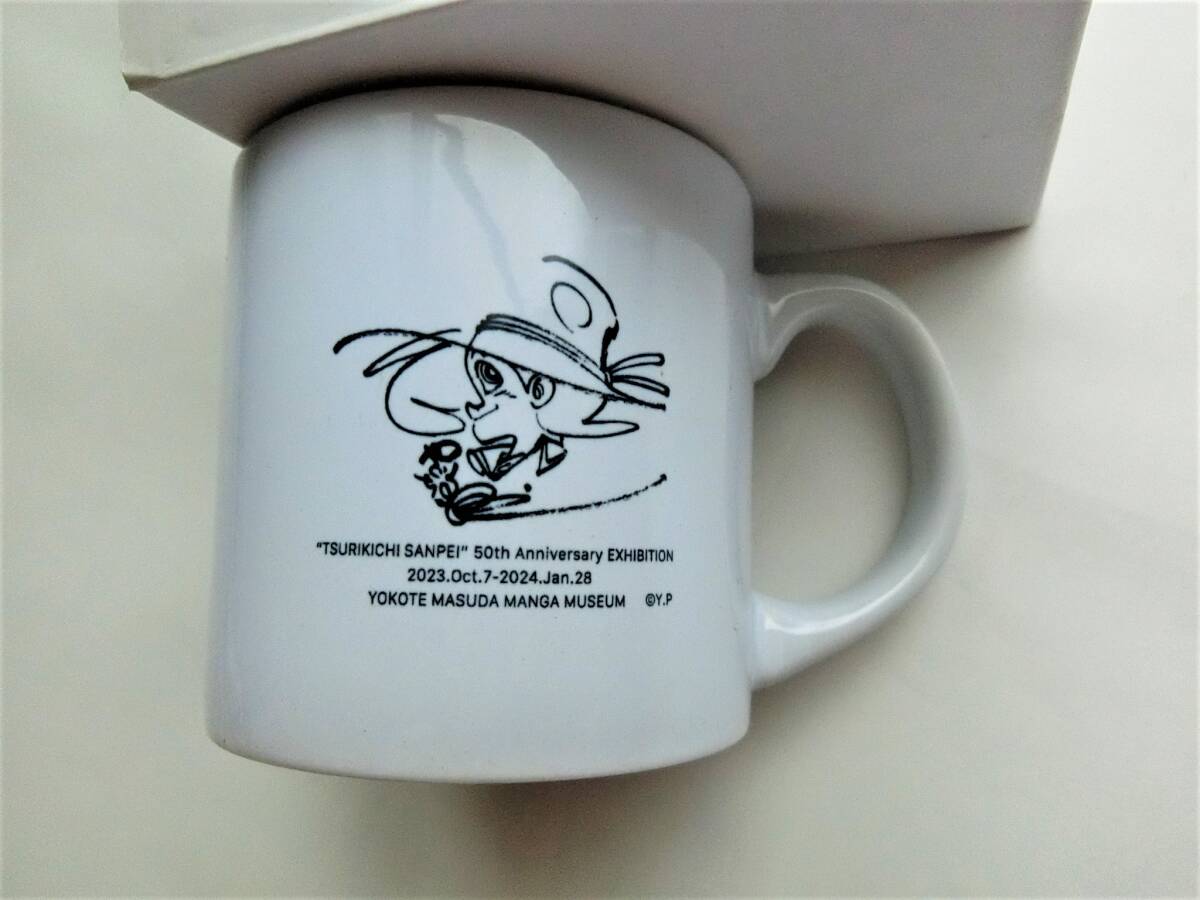 “TSURIKICHI SANPEI” 50th Anniversary EXHIBITION
2023.Oct.7-2024.Jan.28
YOKOTE MASUDA MANGA MUSEUM ©Y.P